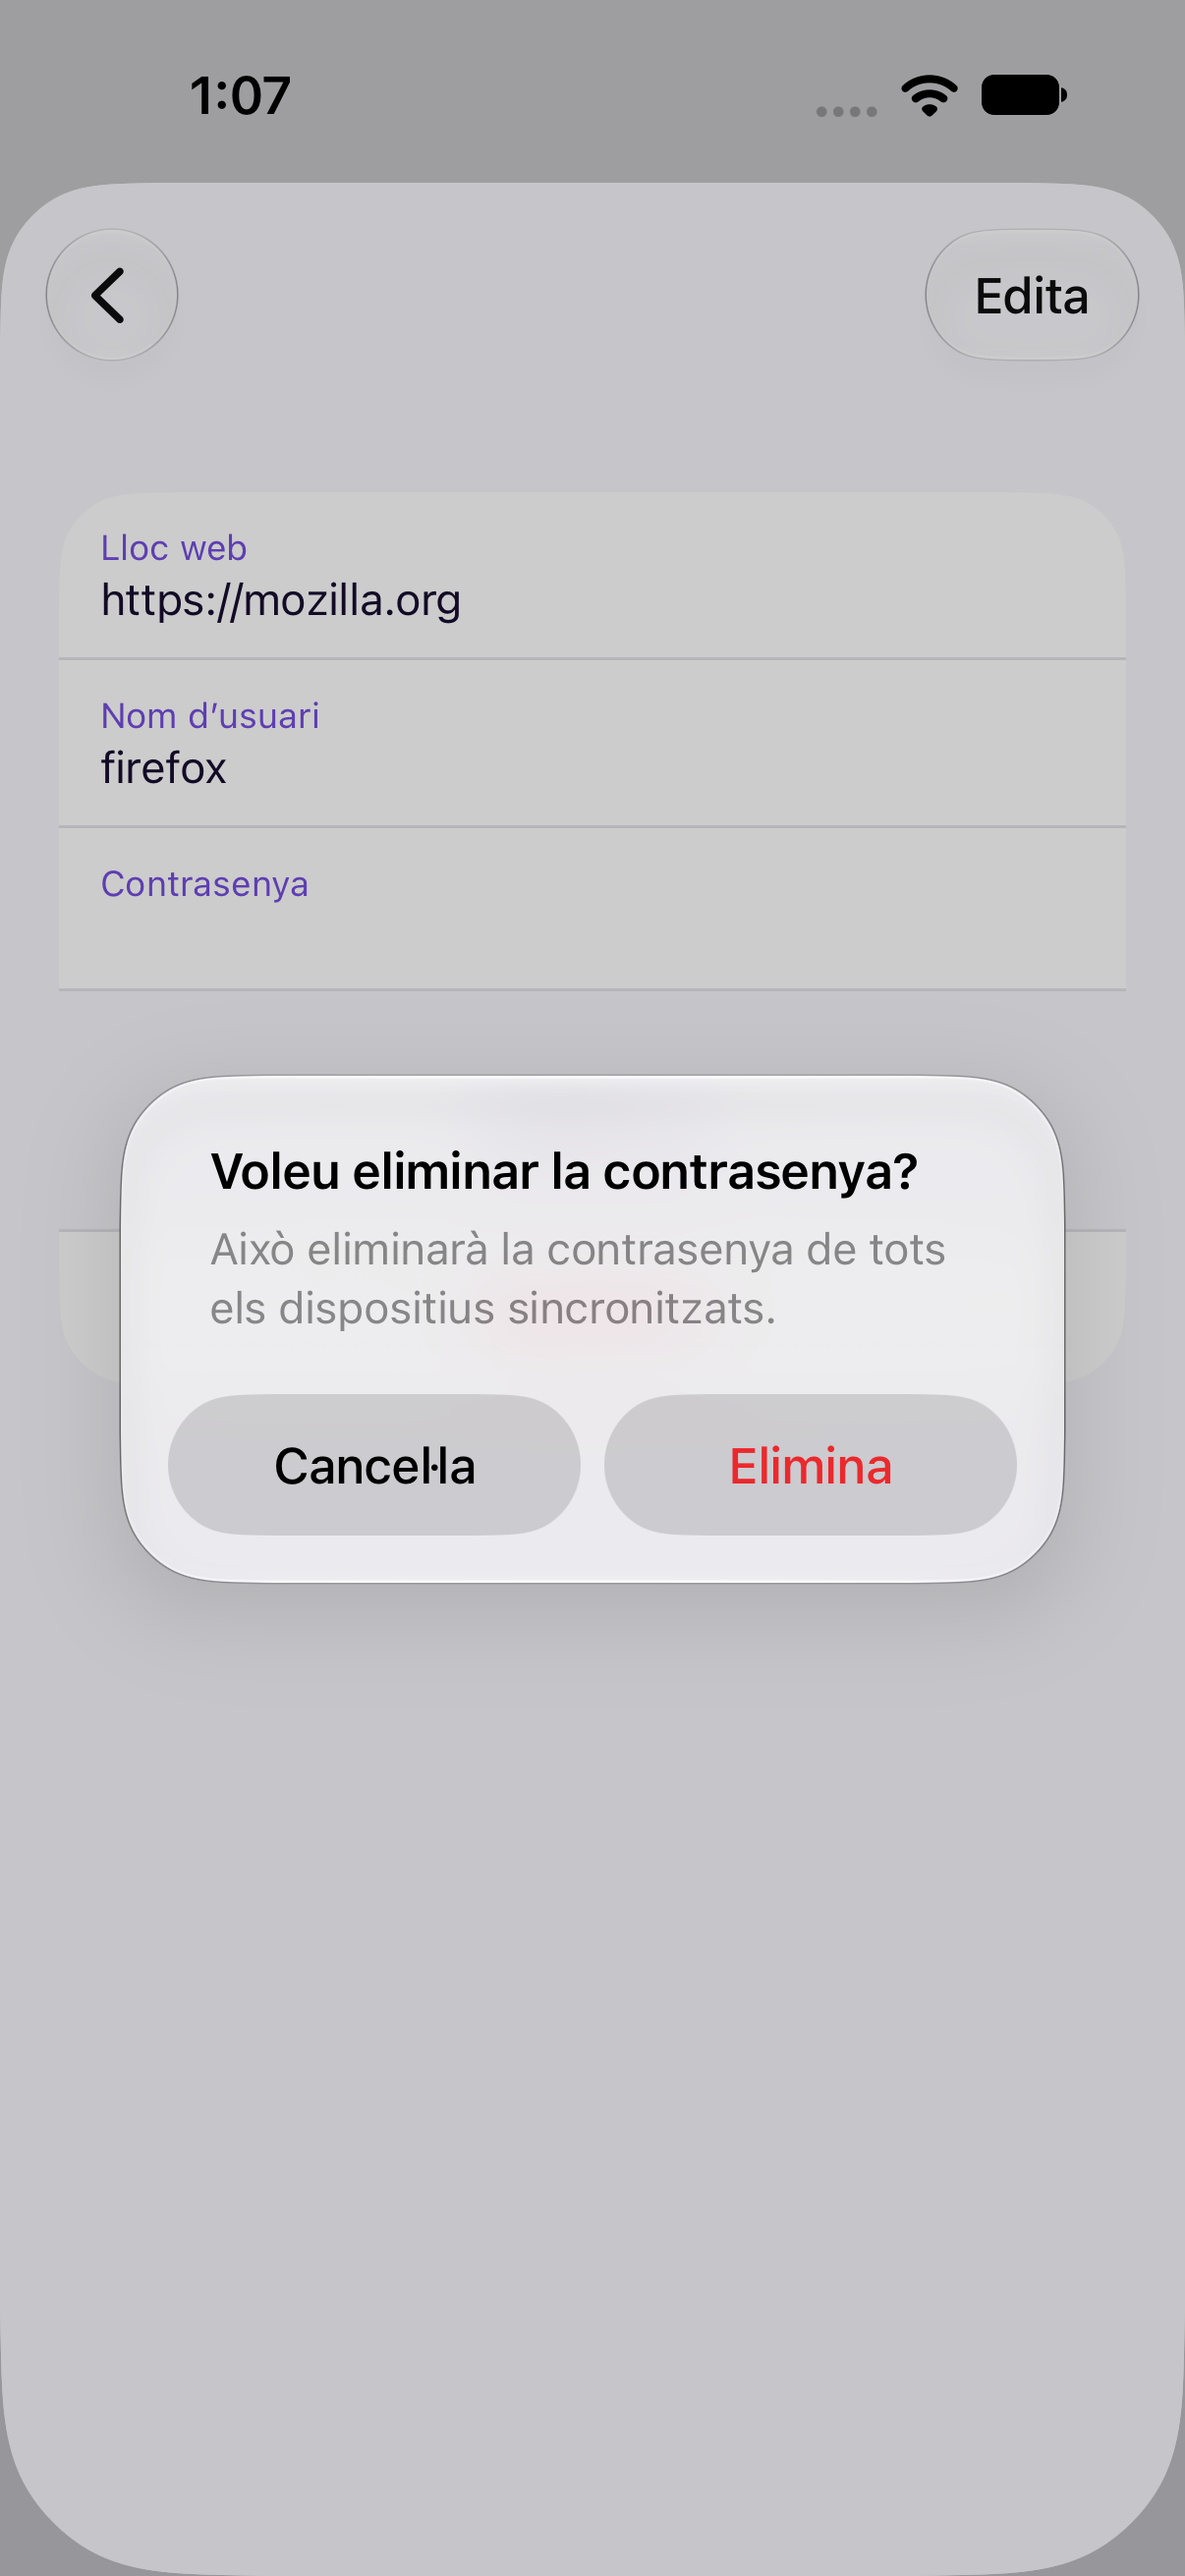 1:07
Edita
Lloc web
https://mozilla.org
Nom d’usuari
firefox
Contrasenya
Voleu eliminar la contrasenya?
Això eliminarà la contrasenya de tots
els dispositius sincronitzats.
Cancel·la
Elimina